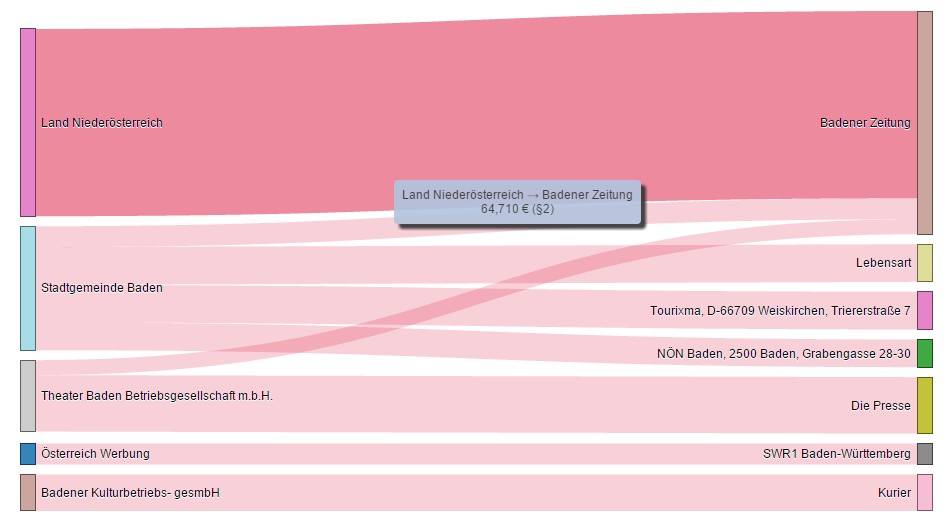 Land Niederösterreich
Badener Zeitung
Land Niederösterreich → Badener Zeitung
64,710 € (§2)
Lebensart
Stadtgemeinde Baden
Tourixma, D-66709 Weiskirchen, Triererstraße 7
NÖN Baden, 2500 Baden, Grabengasse 28-30
Theater Baden Betriebsgesellschaft m.b.H.
Die Presse
Österreich Werbung
SWR1 Baden-Württemberg
Badener Kulturbetriebs- gesmbH
Kurier